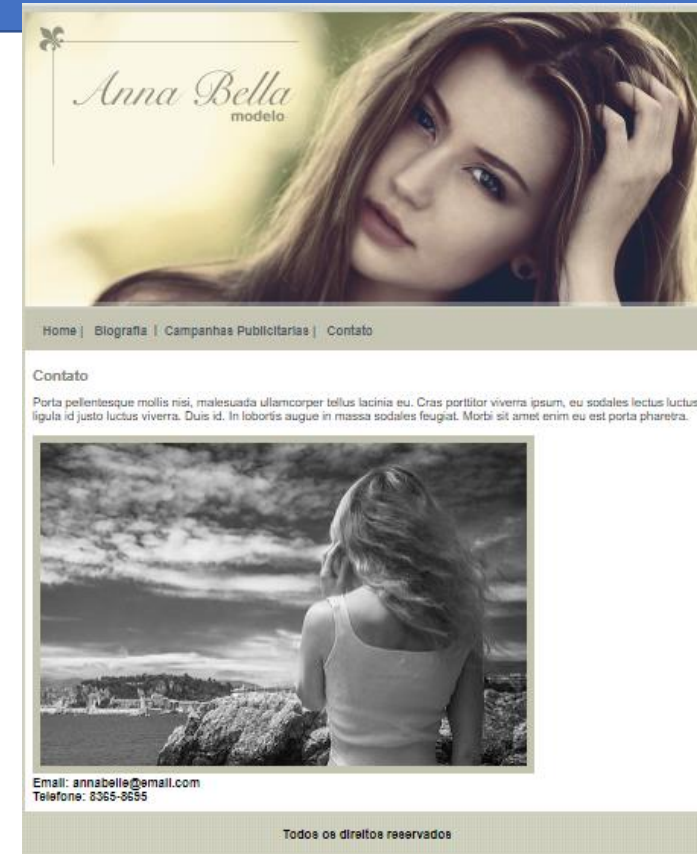 Anna Bella
modelo
Home | Biografia | Campanhas Publicitarias | Contato
Contato
Porta pellentesque mollis nisi, malesuada ullamcorper tellus lacinia eu. Cras porttitor viverra ipsum, eu sodales lectus luctus
ligula id justo luctus viverra. Duis id. In lobortis augue in massa sodales feugiat. Morbi sit amet enim eu est porta pharetra.
Email: annabelle@email.com
Telefone: 8365-8695
Todos os direitos reservados